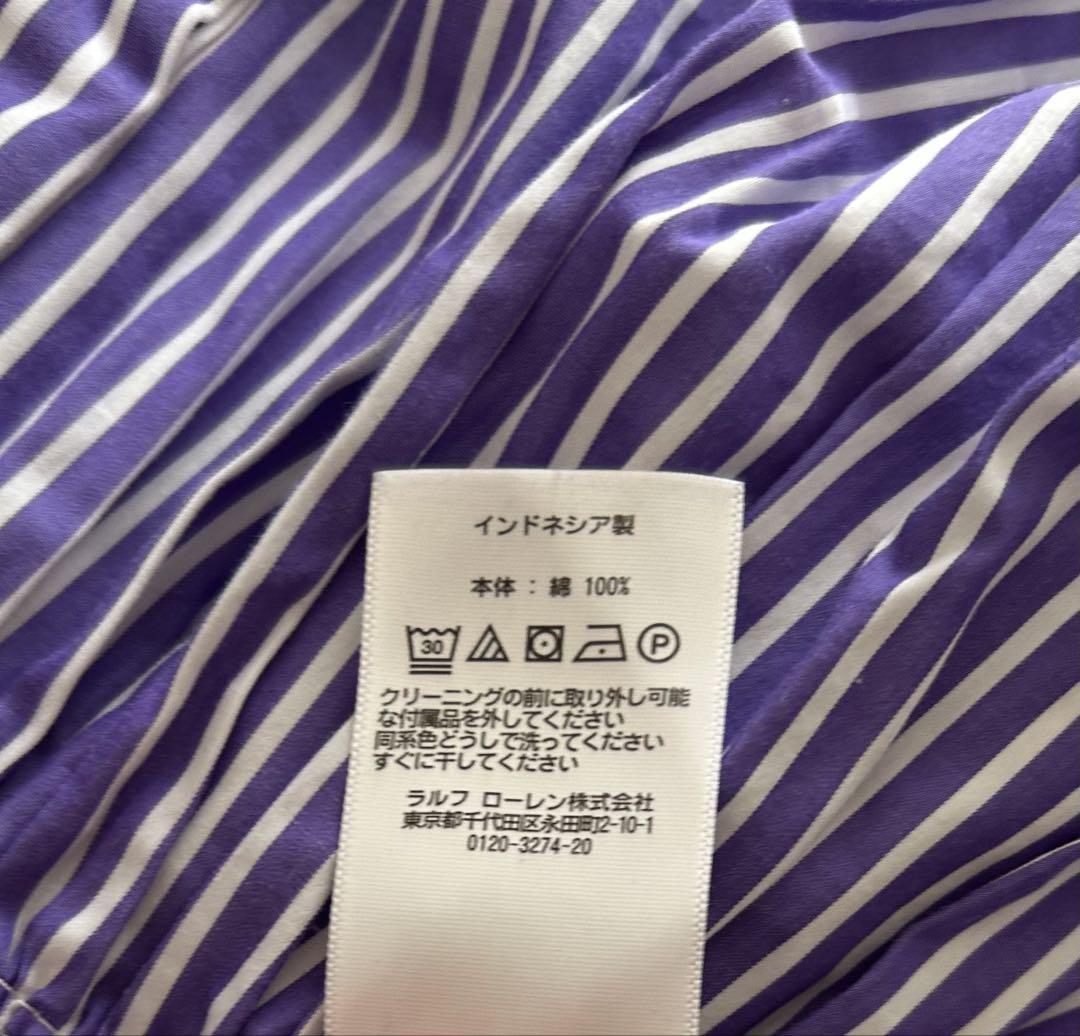 インドネシア製
本体 : 綿 100%
30 P
クリーニングの前に取り外し可能
な付属品を外してください
同系色どうしで洗ってください
すぐに干してください
ラルフ ローレン株式会社
東京都千代田区永田町2-10-1
0120-3274-20